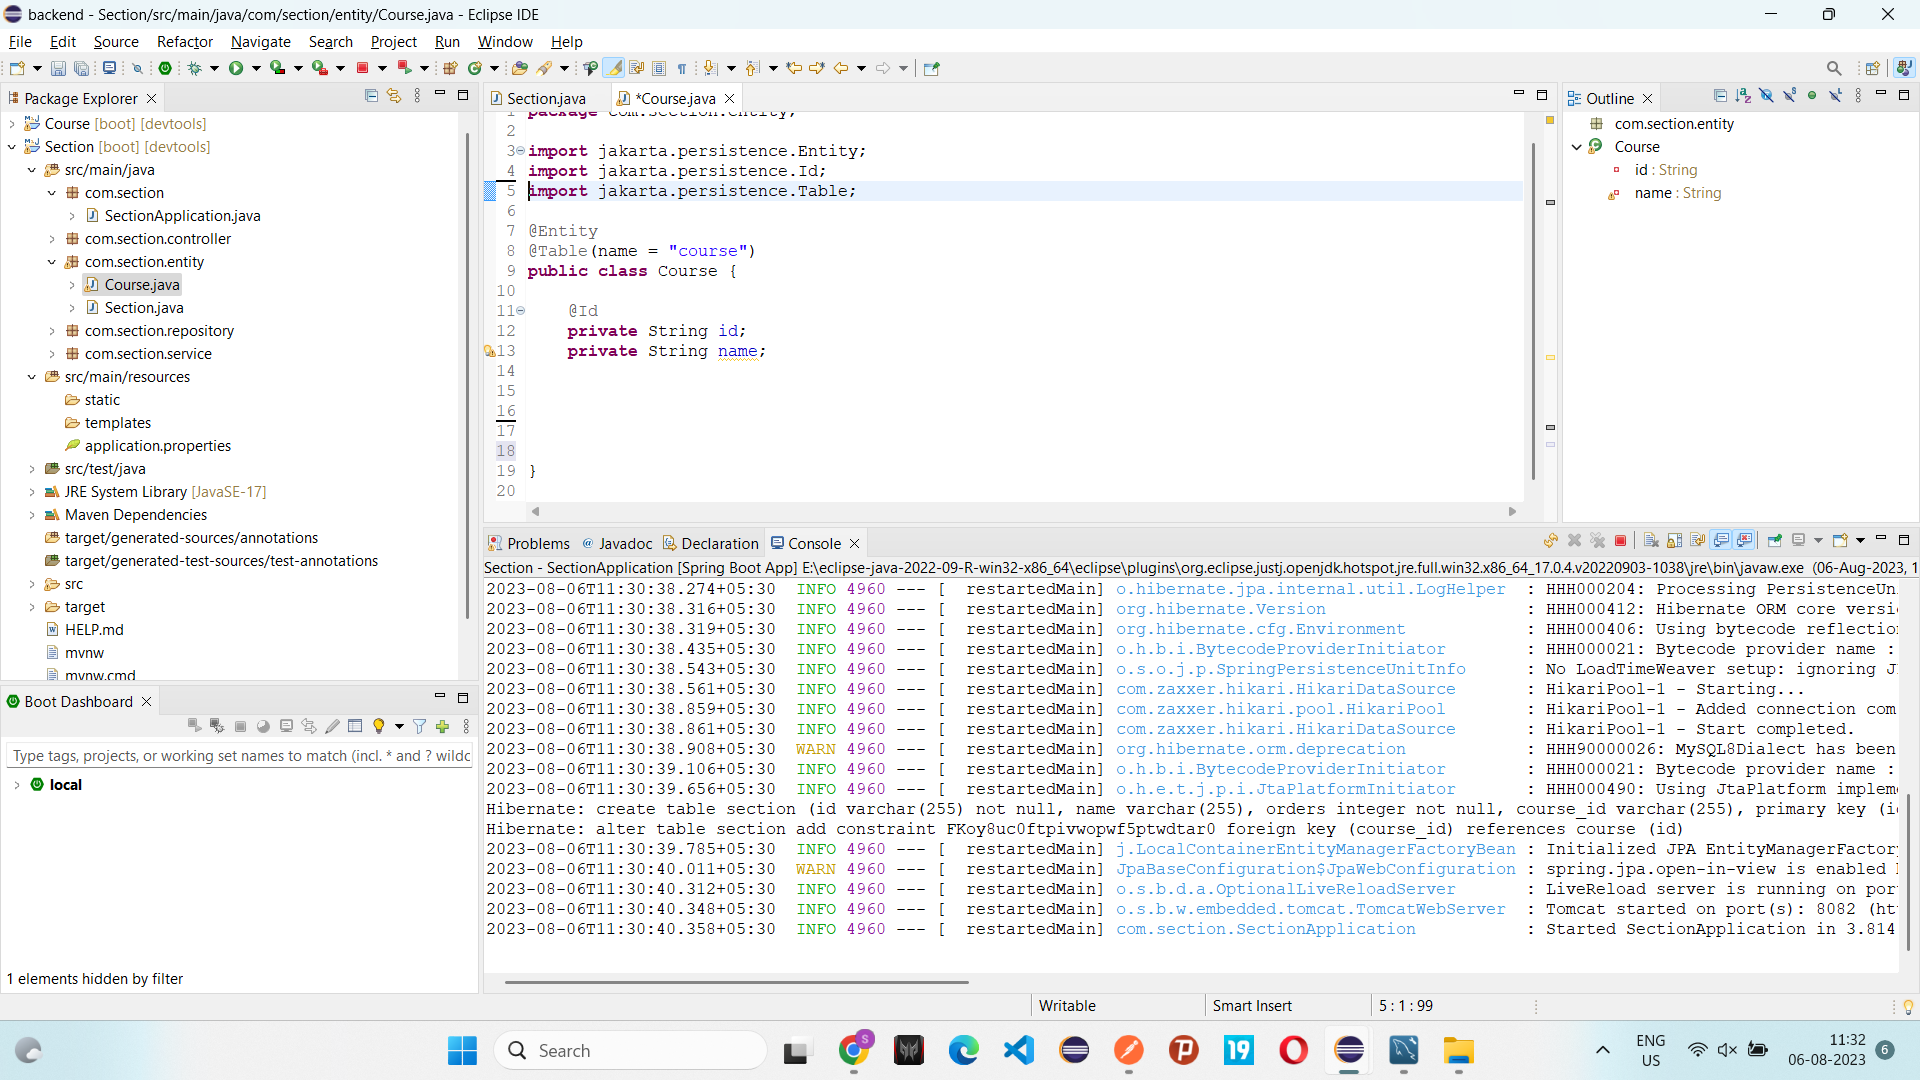 backend - Section/src/main/java/com/section/entity/Course.java - Eclipse IDE
File Edit Source Refactor Navigate Search Project Run Window Help
Package Explorer
Course [boot] [devtools]
Section [boot] [devtools]
src/main/java
com.section
SectionApplication.java
com.section.controller
com.section.entity
Course.java
Section.java
com.section.repository
com.section.service
src/main/resources
static
templates
application.properties
src/test/java
JRE System Library [JavaSE-17]
Maven Dependencies
target/generated-sources/annotations
target/generated-test-sources/test-annotations
src
target
HELP.md
mvnw
mvnw.cmd
Boot Dashboard
Type tags, projects, or working set names to match (incl. * and ? wildc
local
1 elements hidden by filter
Section.java *Course.java
1 package com.section.entity;
2
3 import jakarta.persistence.Entity;
4 import jakarta.persistence.Id;
5 import jakarta.persistence.Table;
6
7 @Entity
8 @Table(name = "course")
9 public class Course {
10
11 @Id
12 private String id;
13 private String name;
14
15
16
17
18
19 }
20
Outline
com.section.entity
Course
id : String
name : String
Problems @ Javadoc Declaration Console
Section - SectionApplication [Spring Boot App] E:\eclipse-java-2022-09-R-win32-x86_64\eclipse\plugins\org.eclipse.justj.openjdk.hotspot.jre.full.win32.x86_64_17.0.4.v20220903-1038\jre\bin\javaw.exe (06-Aug-2023, 1
2023-08-06T11:30:38.274+05:30 INFO 4960 --- [ restartedMain] o.hibernate.jpa.internal.util.LogHelper : HHH000204: Processing PersistenceUn
2023-08-06T11:30:38.316+05:30 INFO 4960 --- [ restartedMain] org.hibernate.Version : HHH000412: Hibernate ORM core versi
2023-08-06T11:30:38.319+05:30 INFO 4960 --- [ restartedMain] org.hibernate.cfg.Environment : HHH000406: Using bytecode reflectio
2023-08-06T11:30:38.435+05:30 INFO 4960 --- [ restartedMain] o.h.b.i.BytecodeProviderInitiator : HHH000021: Bytecode provider name :
2023-08-06T11:30:38.543+05:30 INFO 4960 --- [ restartedMain] o.s.o.j.p.SpringPersistenceUnitInfo : No LoadTimeWeaver setup: ignoring J
2023-08-06T11:30:38.561+05:30 INFO 4960 --- [ restartedMain] com.zaxxer.hikari.HikariDataSource : HikariPool-1 - Starting...
2023-08-06T11:30:38.859+05:30 INFO 4960 --- [ restartedMain] com.zaxxer.hikari.pool.HikariPool : HikariPool-1 - Added connection com
2023-08-06T11:30:38.861+05:30 INFO 4960 --- [ restartedMain] com.zaxxer.hikari.HikariDataSource : HikariPool-1 - Start completed.
2023-08-06T11:30:38.908+05:30 WARN 4960 --- [ restartedMain] org.hibernate.orm.deprecation : HHH90000026: MySQL8Dialect has been
2023-08-06T11:30:39.106+05:30 INFO 4960 --- [ restartedMain] o.h.b.i.BytecodeProviderInitiator : HHH000021: Bytecode provider name :
2023-08-06T11:30:39.656+05:30 INFO 4960 --- [ restartedMain] o.h.e.t.j.p.i.JtaPlatformInitiator : HHH000490: Using JtaPlatform implem
Hibernate: create table section (id varchar(255) not null, name varchar(255), orders integer not null, course_id varchar(255), primary key (i
Hibernate: alter table section add constraint FKoy8uc0ftpivwopwf5ptwdtar0 foreign key (course_id) references course (id)
2023-08-06T11:30:39.785+05:30 INFO 4960 --- [ restartedMain] j.LocalContainerEntityManagerFactoryBean : Initialized JPA EntityManagerFactor
2023-08-06T11:30:40.011+05:30 WARN 4960 --- [ restartedMain] JpaBaseConfiguration$JpaWebConfiguration : spring.jpa.open-in-view is enabled
2023-08-06T11:30:40.312+05:30 INFO 4960 --- [ restartedMain] o.s.b.d.a.OptionalLiveReloadServer : LiveReload server is running on por
2023-08-06T11:30:40.348+05:30 INFO 4960 --- [ restartedMain] o.s.b.w.embedded.tomcat.TomcatWebServer : Tomcat started on port(s): 8082 (ht
2023-08-06T11:30:40.358+05:30 INFO 4960 --- [ restartedMain] com.section.SectionApplication : Started SectionApplication in 3.814
Writable Smart Insert 5 : 1 : 99
Search
S
19
ENG
US
11:32
06-08-2023
6